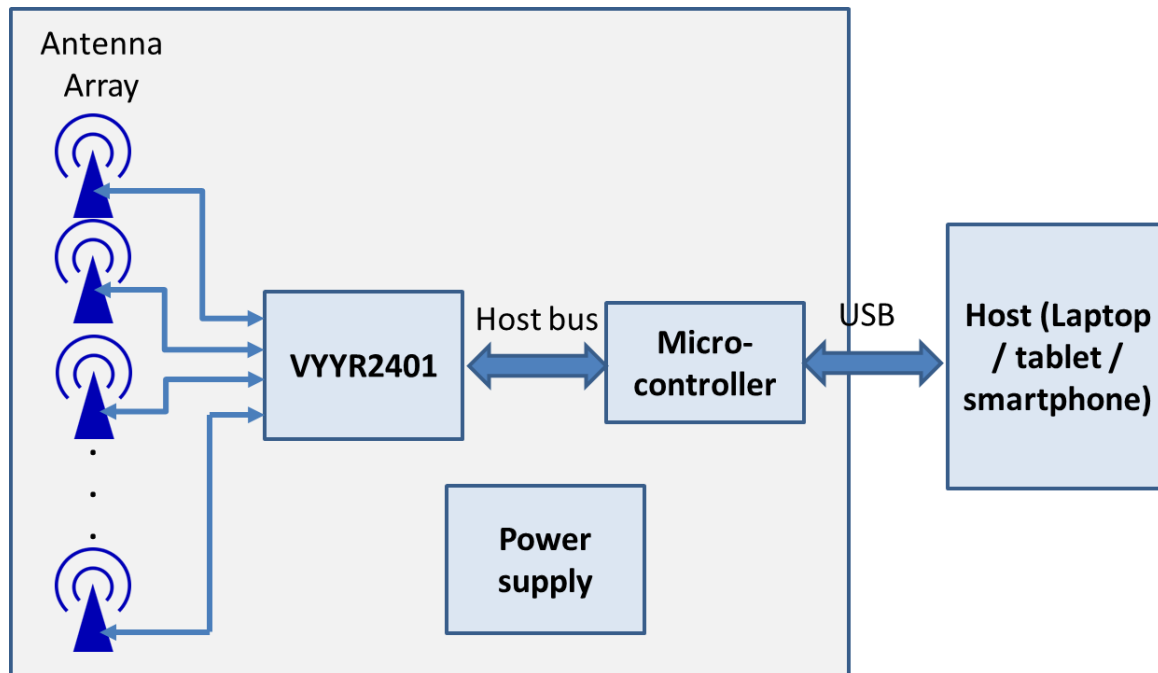 Antenna
Array
VYYR2401
Host bus
Micro-
controller
USB
Host (Laptop
/ tablet /
smartphone)
Power
supply